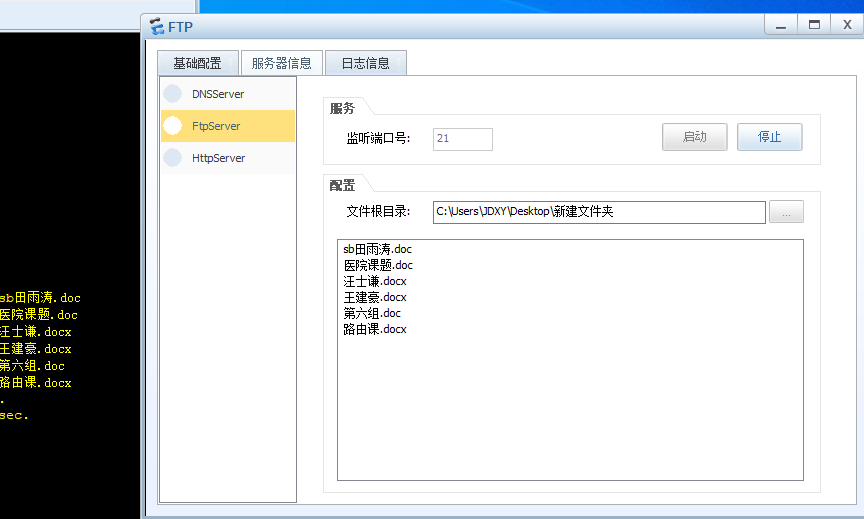 FTP
基础配置 服务器信息 日志信息
DNSServer
FtpServer
HttpServer
服务
监听端口号: 21 启动 停止
配置
文件根目录: C:\Users\JDXY\Desktop\新建文件夹 ...
sb田雨涛.doc
医院课题.doc
汪士谦.docx
王建豪.docx
第六组.doc
路由课.docx
sb田雨涛.doc
医院课题.doc
汪士谦.docx
王建豪.docx
第六组.doc
路由课.docx
.
sec.